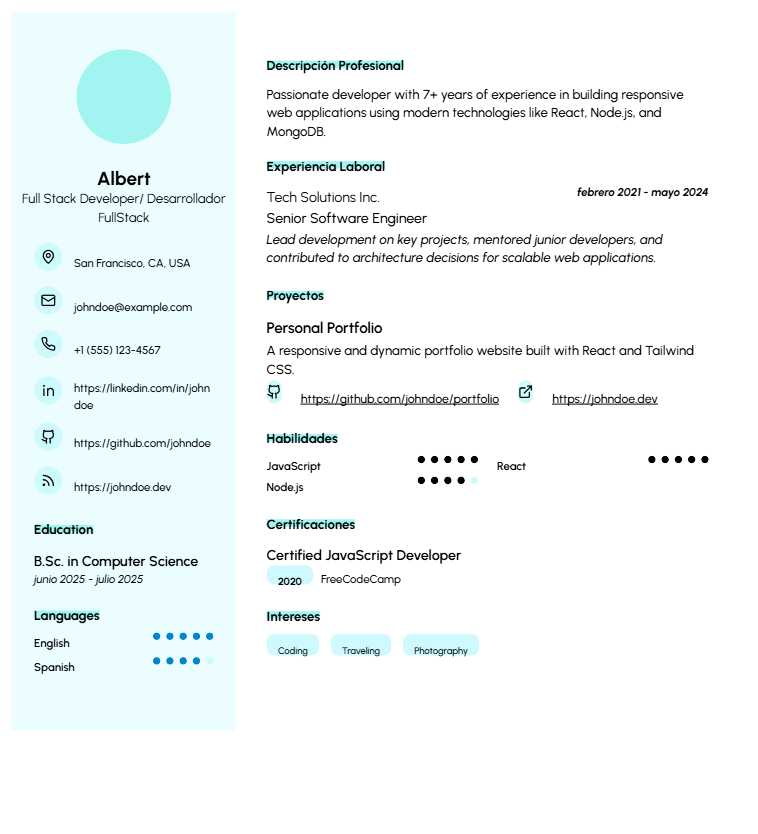 Albert
Full Stack Developer/ Desarrollador
FullStack
San Francisco, CA, USA
johndoe@example.com
+1 (555) 123-4567
https://linkedin.com/in/john
doe
https://github.com/johndoe
https://johndoe.dev
Education
B.Sc. in Computer Science
junio 2025 - julio 2025
Languages
English
Spanish
Descripción Profesional
Passionate developer with 7+ years of experience in building responsive
web applications using modern technologies like React, Node.js, and
MongoDB.
Experiencia Laboral
Tech Solutions Inc. febrero 2021 - mayo 2024
Senior Software Engineer
Lead development on key projects, mentored junior developers, and
contributed to architecture decisions for scalable web applications.
Proyectos
Personal Portfolio
A responsive and dynamic portfolio website built with React and Tailwind
CSS.
https://github.com/johndoe/portfolio https://johndoe.dev
Habilidades
JavaScript React
Node.js
Certificaciones
Certified JavaScript Developer
2020 FreeCodeCamp
Intereses
Coding Traveling Photography